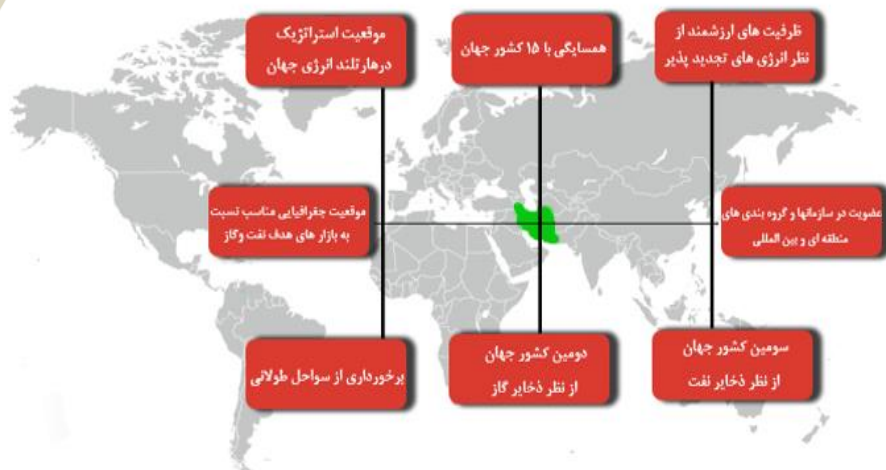 ظرفیت های ارزشمند از
نظر انرژی های تجدید پذیر
همسایگی با ۱۵ کشور جهان
موقعیت استراتژیک
درهارتلند انرژی جهان
عضویت در سازمانها و گروه بندی های
منطقه ای و بین المللی
موقعیت جغرافیایی مناسب نسبت
به بازار های هدف نفت وگاز
سومین کشور جهان
از نظر ذخایر نفت
دومین کشور جهان
از نظر ذخایر گاز
برخورداری از سواحل طولانی